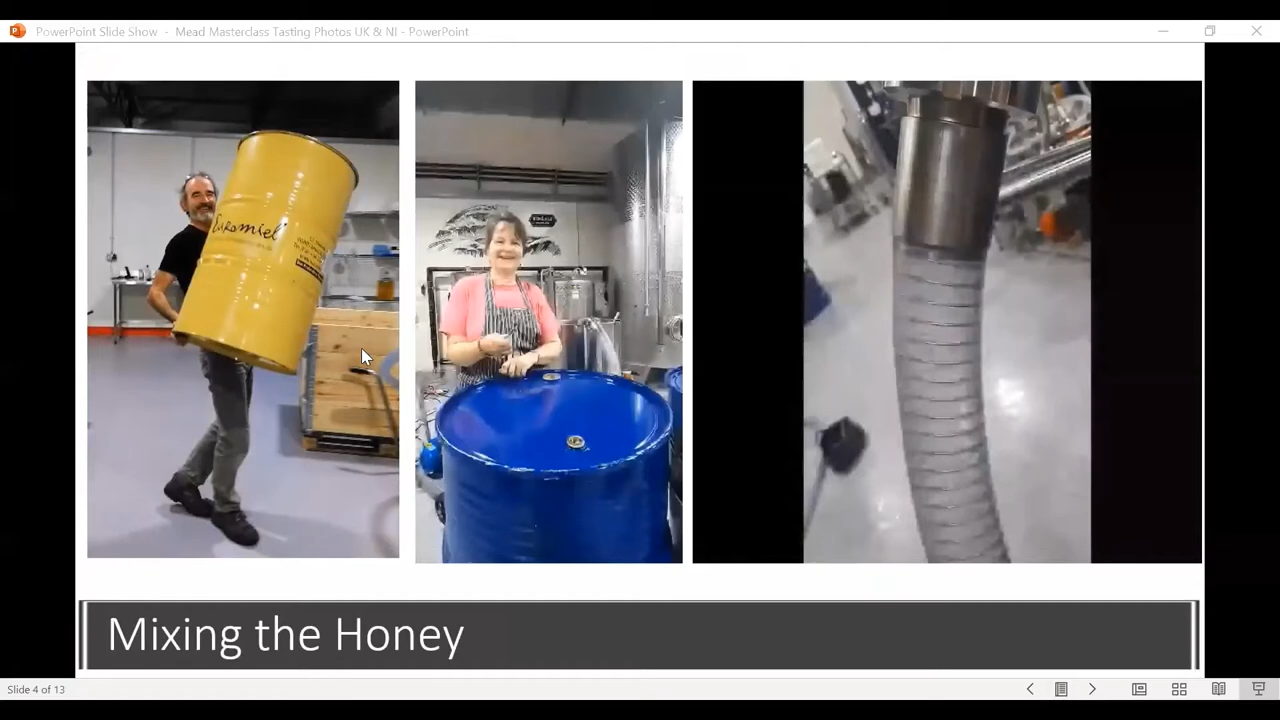 PowerPoint Slide Show - Mead Masterclass Tasting Photos UK & NI - PowerPoint
Euromiel
Mixing the Honey
Slide 4 of 13